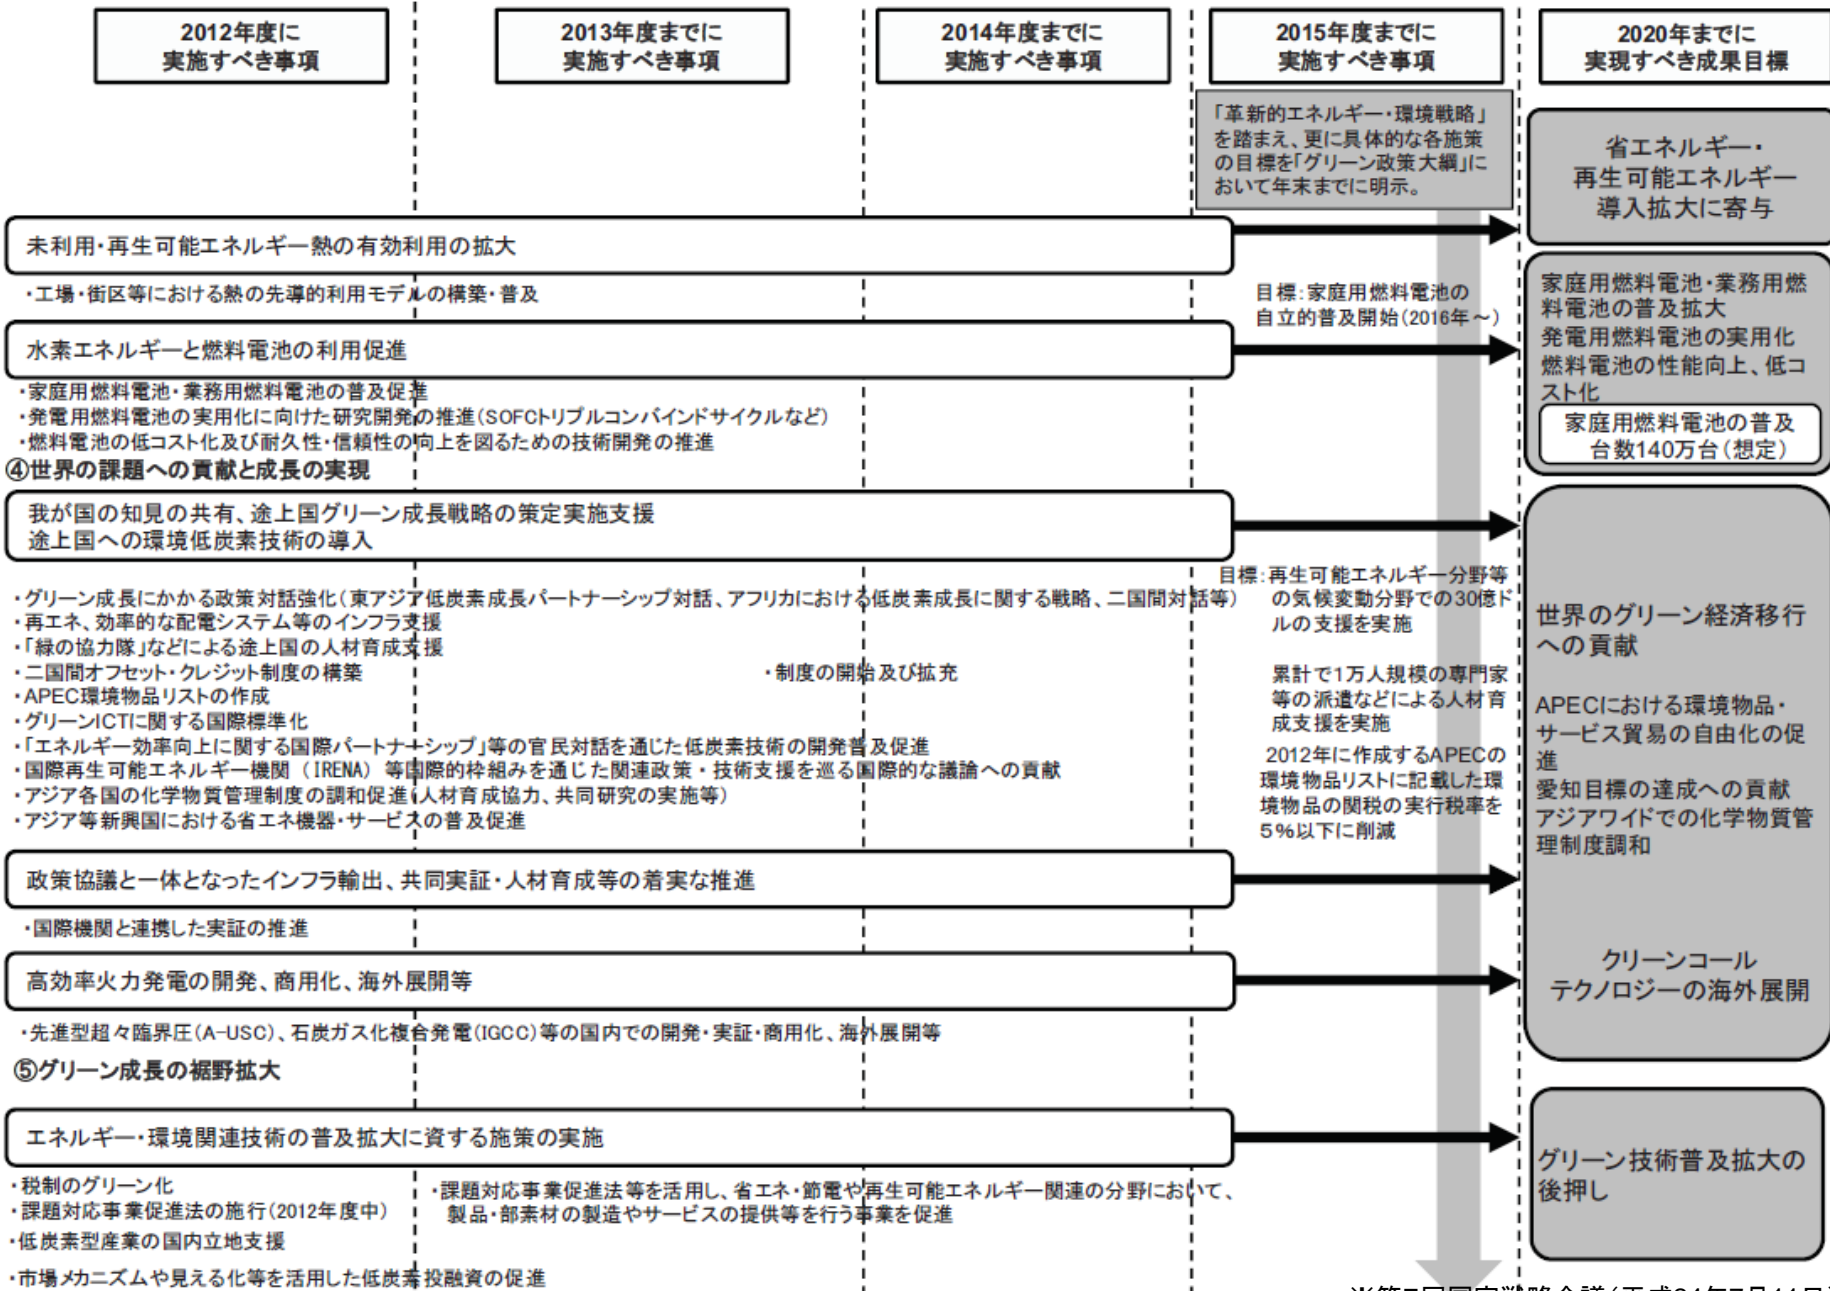 2012年度に
実施すべき事項
2013年度までに
実施すべき事項
2014年度までに
実施すべき事項
2015年度までに
実施すべき事項
2020年までに
実現すべき成果目標
「革新的エネルギー・環境戦略」
を踏まえ、更に具体的な各施策
の目標を「グリーン政策大綱」に
おいて年末までに明示。
省エネルギー・
再生可能エネルギー
導入拡大に寄与
未利用・再生可能エネルギー熱の有効利用の拡大
・工場・街区等における熱の先導的利用モデルの構築・普及
目標：家庭用燃料電池の
自立的普及開始（2016年～）
水素エネルギーと燃料電池の利用促進
・家庭用燃料電池・業務用燃料電池の普及促進
・発電用燃料電池の実用化に向けた研究開発の推進（SOFCトリプルコンバインドサイクルなど）
・燃料電池の低コスト化及び耐久性・信頼性の向上を図るための技術開発の推進
家庭用燃料電池・業務用燃
料電池の普及拡大
発電用燃料電池の実用化
燃料電池の性能向上、低コ
スト化
家庭用燃料電池の普及
台数140万台（想定）
④世界の課題への貢献と成長の実現
我が国の知見の共有、途上国グリーン成長戦略の策定実施支援
途上国への環境低炭素技術の導入
・グリーン成長にかかる政策対話強化（東アジア低炭素成長パートナーシップ対話、アフリカにおける低炭素成長に関する戦略、二国間対話等）
・再エネ、効率的な配電システム等のインフラ支援
・「緑の協力隊」などによる途上国の人材育成支援
・二国間オフセット・クレジット制度の構築
・制度の開始及び拡充
・APEC環境物品リストの作成
・グリーンICTに関する国際標準化
・「エネルギー効率向上に関する国際パートナーシップ」等の官民対話を通じた低炭素技術の開発普及促進
・国際再生可能エネルギー機関（IRENA）等国際的枠組みを通じた関連政策・技術支援を巡る国際的な議論への貢献
・アジア各国の化学物質管理制度の調和促進（人材育成協力、共同研究の実施等）
・アジア等新興国における省エネ機器・サービスの普及促進
目標：再生可能エネルギー分野等
の気候変動分野での30億ド
ルの支援を実施
累計で1万人規模の専門家
等の派遣などによる人材育
成支援を実施
2012年に作成するAPECの
環境物品リストに記載した環
境物品の関税の実行税率を
５％以下に削減
世界のグリーン経済移行
への貢献
APECにおける環境物品・
サービス貿易の自由化の促
進
愛知目標の達成への貢献
アジアワイドでの化学物質管
理制度調和
クリーンコール
テクノロジーの海外展開
政策協議と一体となったインフラ輸出、共同実証・人材育成等の着実な推進
・国際機関と連携した実証の推進
高効率火力発電の開発、商用化、海外展開等
・先進型超々臨界圧（A-USC）、石炭ガス化複合発電（IGCC）等の国内での開発・実証・商用化、海外展開等
⑤グリーン成長の裾野拡大
エネルギー・環境関連技術の普及拡大に資する施策の実施
・税制のグリーン化
・課題対応事業促進法の施行（2012年度中）
・低炭素型産業の国内立地支援
・市場メカニズムや見える化等を活用した低炭素投融資の促進
・課題対応事業促進法等を活用し、省エネ・節電や再生可能エネルギー関連の分野において、
製品・部素材の製造やサービスの提供等を行う事業を促進
グリーン技術普及拡大の
後押し